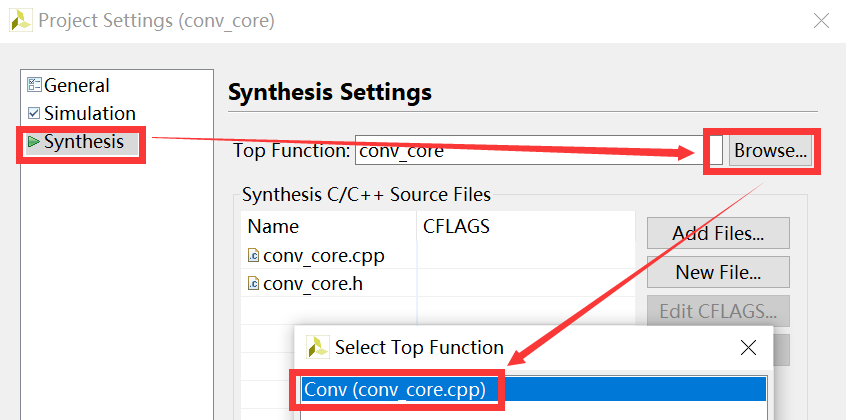 Project Settings (conv_core)
General
Simulation
Synthesis
Synthesis Settings
Top Function: conv_core Browse...
Synthesis C/C++ Source Files
Name CFLAGS
conv_core.cpp
conv_core.h
Add Files...
New File...
Edit CFLAGS...
Select Top Function
Conv (conv_core.cpp)